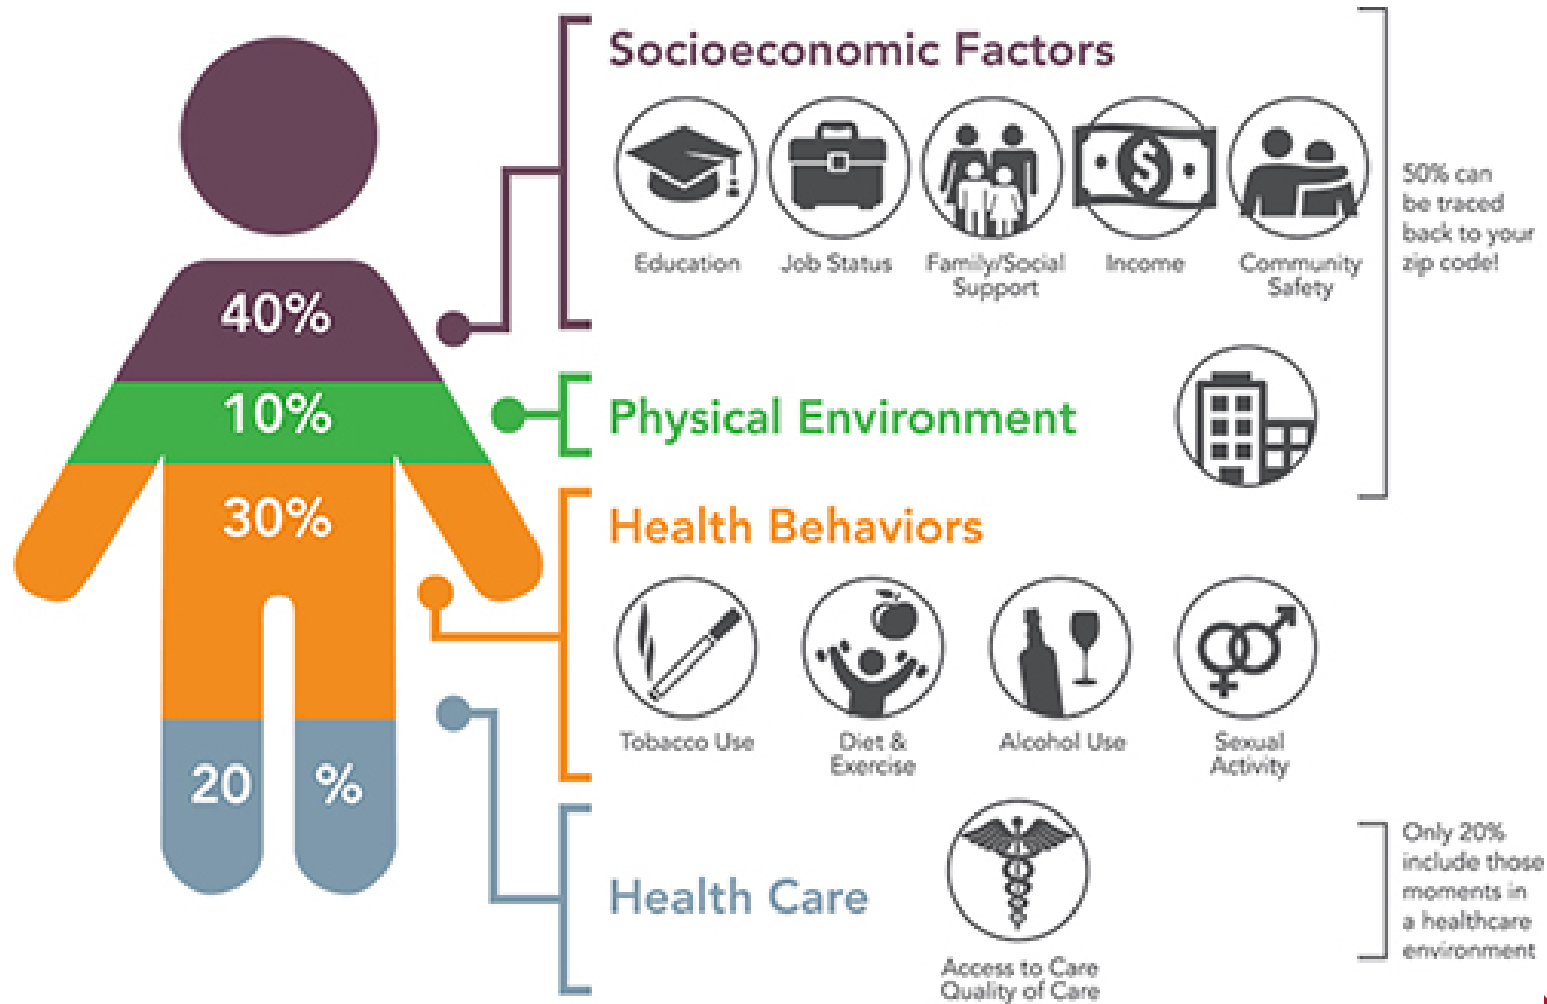 Socioeconomic Factors
Education
Job Status
Family/Social
Support
Income
Community
Safety
50% can
be traced
back to your
zip code!
40%
10%
Physical Environment
30%
Health Behaviors
Tobacco Use
Diet &
Exercise
Alcohol Use
Sexual
Activity
20 %
Health Care
Access to Care
Quality of Care
Only 20%
include those
moments in
a healthcare
environment